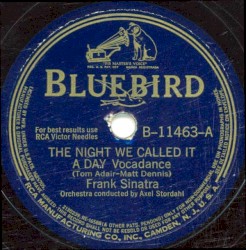 "HIS MASTER'S VOICE"
BLUEBIRD
For best results use
RCA Victor Needles
B-11463-A
THE NIGHT WE CALLED IT
A DAY Vocadance
(Tom Adair-Matt Dennis)
Frank Sinatra
Orchestra conducted by Axel Stordahl
RCA MANUFACTURING CO., INC., CAMDEN, N.J., U.S.A.